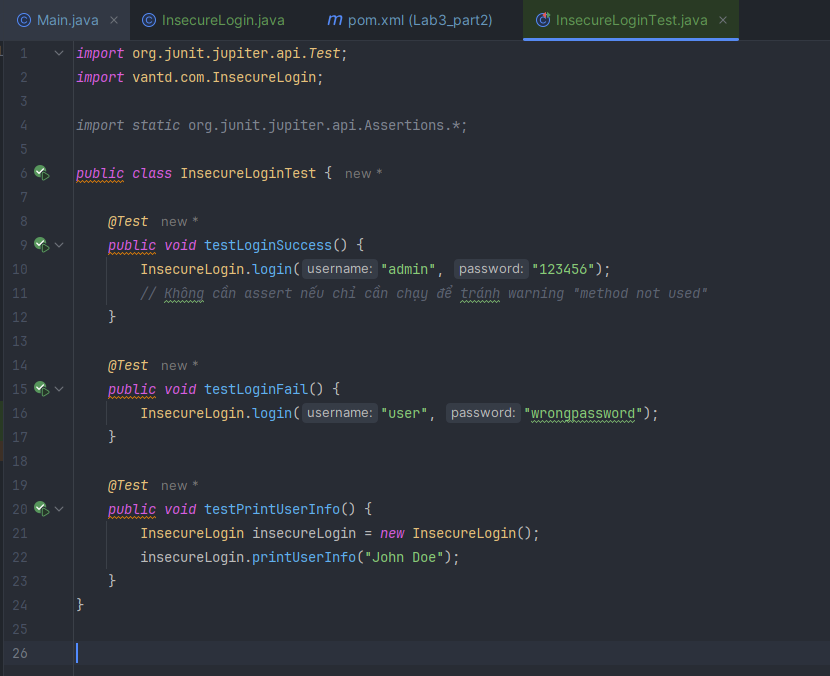 Main.java ×
InsecureLogin.java
m pom.xml (Lab3_part2)
InsecureLoginTest.java ×
1 import org.junit.jupiter.api.Test;
2 import vantd.com.InsecureLogin;
3
4 import static org.junit.jupiter.api.Assertions.*;
5
6 public class InsecureLoginTest { new *
7
8 @Test new *
9 public void testLoginSuccess() {
10 InsecureLogin.login( username: "admin", password: "123456");
11 // Không cần assert nếu chỉ cần chạy để tránh warning "method not used"
12 }
13
14 @Test new *
15 public void testLoginFail() {
16 InsecureLogin.login( username: "user", password: "wrongpassword");
17 }
18
19 @Test new *
20 public void testPrintUserInfo() {
21 InsecureLogin insecureLogin = new InsecureLogin();
22 insecureLogin.printUserInfo("John Doe");
23 }
24 }
25
26